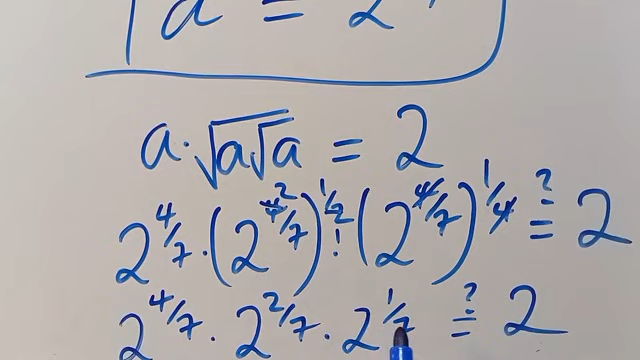 a = 2
a·√(a√a) = 2
2^4/7 · (2^4/7 2)^1/2 · (2^4/7)^1/4 ≟ 2
2^4/7 · 2^2/7 · 2^1/7 ≟ 2